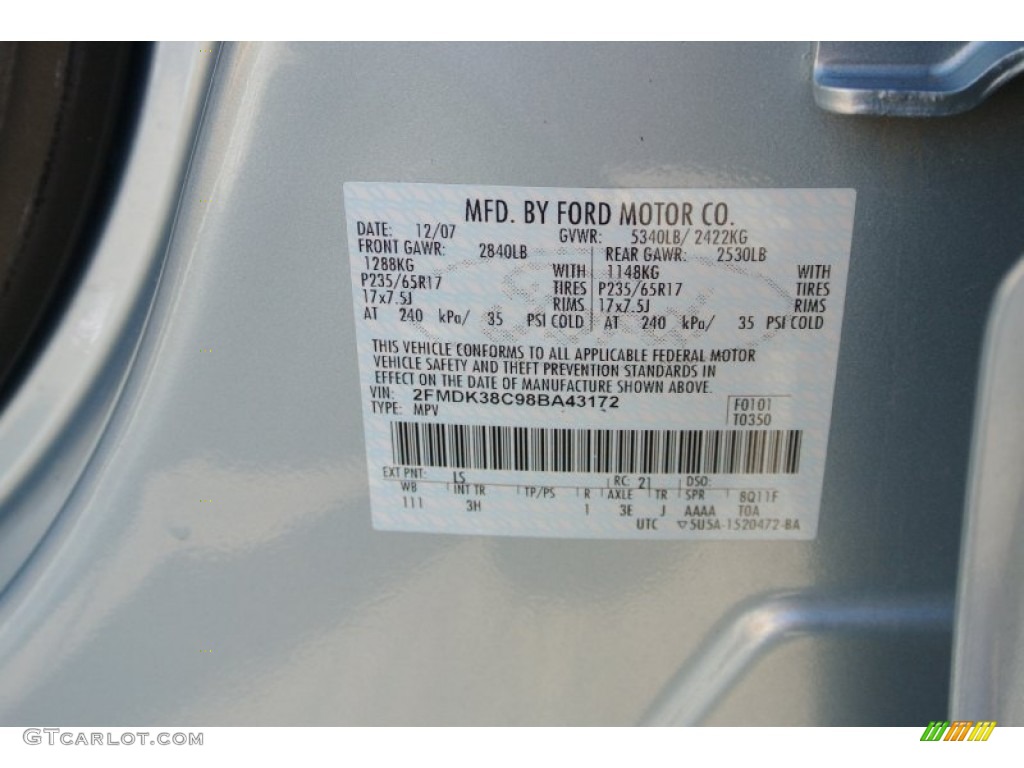 MFD. BY FORD MOTOR CO.
DATE: 12/07 GVWR: 5340LB/ 2422KG
FRONT GAWR: 2840LB REAR GAWR: 2530LB
1288KG WITH 1148KG WITH
P235/65R17 TIRES P235/65R17 TIRES
17x7.5J RIMS 17x7.5J RIMS
AT 240 kPa/ 35 PSI COLD AT 240 kPa/ 35 PSI COLD
THIS VEHICLE CONFORMS TO ALL APPLICABLE FEDERAL MOTOR
VEHICLE SAFETY AND THEFT PREVENTION STANDARDS IN
EFFECT ON THE DATE OF MANUFACTURE SHOWN ABOVE.
VIN: 2FMDK38C98BA43172
TYPE: MPV F0101
T0350
EXT PNT: LS RC: 21 DSO:
WB INT TR TP/PS R AXLE TR SPR 8Q11F
111 3H 1 3E J AAAA TOA
UTC ▽5U5A-1520472-BA
GTCarlot.com